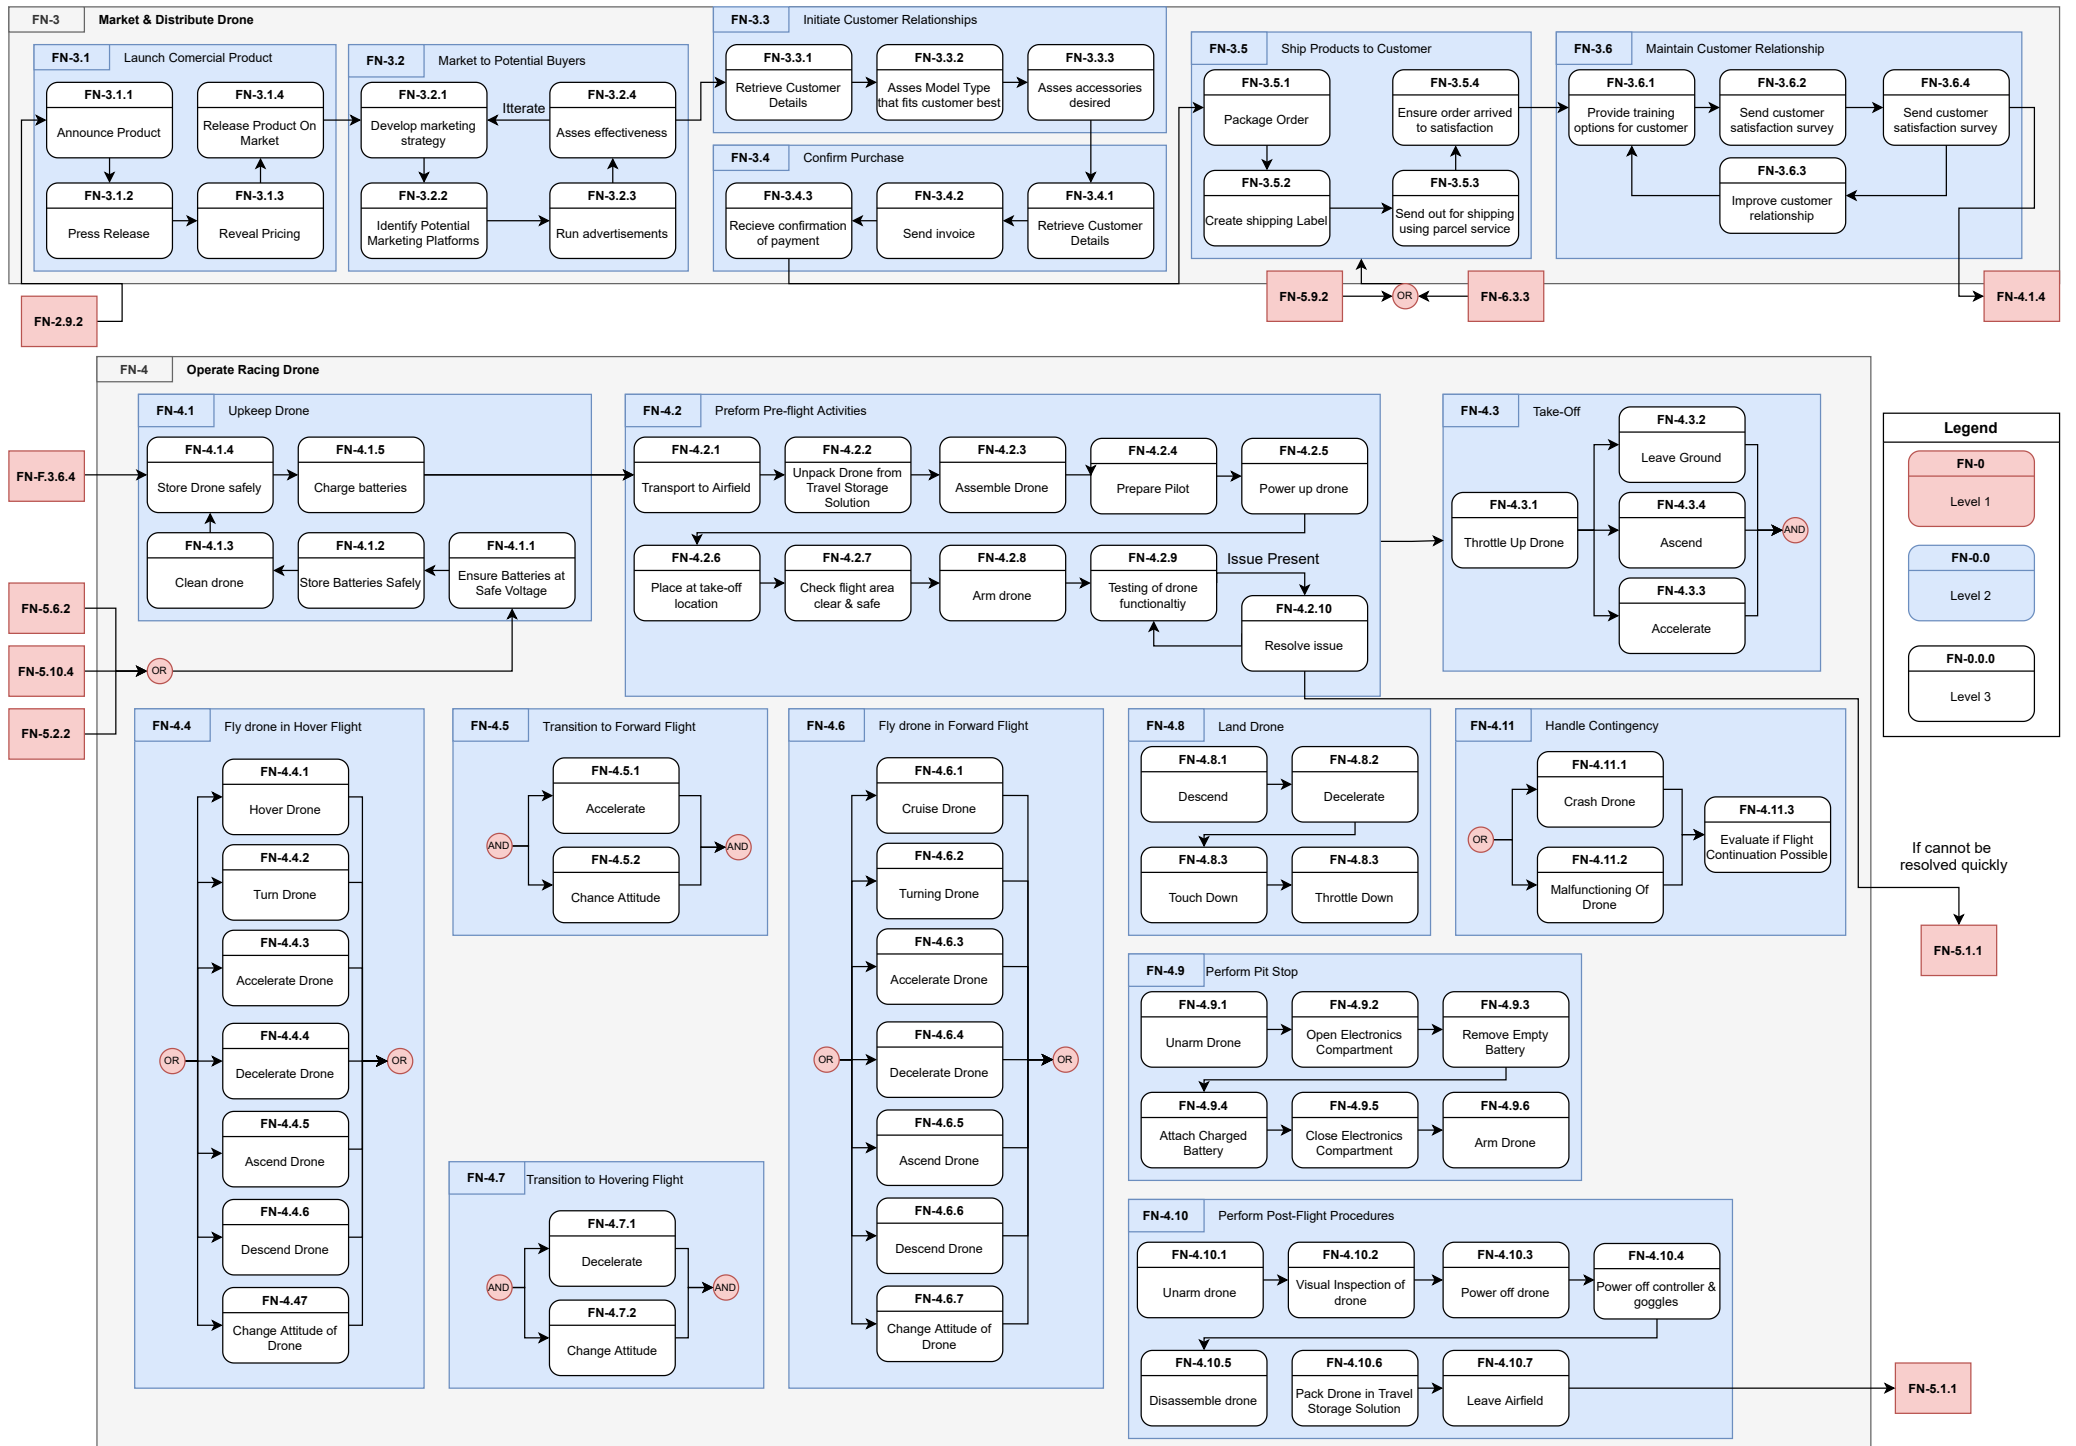 FN-3
Market & Distribute Drone
FN-3.1
Launch Comercial Product
FN-3.1.1
Announce Product
FN-3.1.4
Release Product On
Market
FN-3.1.2
Press Release
FN-3.1.3
Reveal Pricing
FN-3.2
Market to Potential Buyers
FN-3.2.1
Develop marketing
strategy
Itterate
FN-3.2.4
Asses effectiveness
FN-3.2.2
Identify Potential
Marketing Platforms
FN-3.2.3
Run advertisements
FN-3.3
Initiate Customer Relationships
FN-3.3.1
Retrieve Customer
Details
FN-3.3.2
Asses Model Type
that fits customer best
FN-3.3.3
Asses accessories
desired
FN-3.4
Confirm Purchase
FN-3.4.3
Recieve confirmation
of payment
FN-3.4.2
Send invoice
FN-3.4.1
Retrieve Customer
Details
FN-3.5
Ship Products to Customer
FN-3.5.1
Package Order
FN-3.5.4
Ensure order arrived
to satisfaction
FN-3.5.2
Create shipping Label
FN-3.5.3
Send out for shipping
using parcel service
FN-3.6
Maintain Customer Relationship
FN-3.6.1
Provide training
options for customer
FN-3.6.2
Send customer
satisfaction survey
FN-3.6.4
Send customer
satisfaction survey
FN-3.6.3
Improve customer
relationship
FN-2.9.2
FN-5.9.2
OR
FN-6.3.3
FN-4.1.4
FN-4
Operate Racing Drone
FN-4.1
Upkeep Drone
FN-4.1.4
Store Drone safely
FN-4.1.5
Charge batteries
FN-4.1.3
Clean drone
FN-4.1.2
Store Batteries Safely
FN-4.1.1
Ensure Batteries at
Safe Voltage
FN-F.3.6.4
FN-5.6.2
FN-5.10.4
FN-5.2.2
OR
FN-4.2
Preform Pre-flight Activities
FN-4.2.1
Transport to Airfield
FN-4.2.2
Unpack Drone from
Travel Storage
Solution
FN-4.2.3
Assemble Drone
FN-4.2.4
Prepare Pilot
FN-4.2.5
Power up drone
FN-4.2.6
Place at take-off
location
FN-4.2.7
Check flight area
clear & safe
FN-4.2.8
Arm drone
FN-4.2.9
Testing of drone
functionaltiy
Issue Present
FN-4.2.10
Resolve issue
FN-4.3
Take-Off
FN-4.3.1
Throttle Up Drone
FN-4.3.2
Leave Ground
FN-4.3.4
Ascend
FN-4.3.3
Accelerate
AND
Legend
FN-0
Level 1
FN-0.0
Level 2
FN-0.0.0
Level 3
FN-4.4
Fly drone in Hover Flight
FN-4.4.1
Hover Drone
FN-4.4.2
Turn Drone
FN-4.4.3
Accelerate Drone
OR
FN-4.4.4
Decelerate Drone
OR
FN-4.4.5
Ascend Drone
FN-4.4.6
Descend Drone
FN-4.47
Change Attitude of
Drone
FN-4.5
Transition to Forward Flight
FN-4.5.1
Accelerate
AND
AND
FN-4.5.2
Chance Attitude
FN-4.7
Transition to Hovering Flight
FN-4.7.1
Decelerate
AND
AND
FN-4.7.2
Change Attitude
FN-4.6
Fly drone in Forward Flight
FN-4.6.1
Cruise Drone
FN-4.6.2
Turning Drone
FN-4.6.3
Accelerate Drone
OR
FN-4.6.4
Decelerate Drone
OR
FN-4.6.5
Ascend Drone
FN-4.6.6
Descend Drone
FN-4.6.7
Change Attitude of
Drone
FN-4.8
Land Drone
FN-4.8.1
Descend
FN-4.8.2
Decelerate
FN-4.8.3
Touch Down
FN-4.8.3
Throttle Down
FN-4.11
Handle Contingency
OR
FN-4.11.1
Crash Drone
FN-4.11.2
Malfunctioning Of
Drone
FN-4.11.3
Evaluate if Flight
Continuation Possible
If cannot be
resolved quickly
FN-5.1.1
FN-4.9
Perform Pit Stop
FN-4.9.1
Unarm Drone
FN-4.9.2
Open Electronics
Compartment
FN-4.9.3
Remove Empty
Battery
FN-4.9.4
Attach Charged
Battery
FN-4.9.5
Close Electronics
Compartment
FN-4.9.6
Arm Drone
FN-4.10
Perform Post-Flight Procedures
FN-4.10.1
Unarm drone
FN-4.10.2
Visual Inspection of
drone
FN-4.10.3
Power off drone
FN-4.10.4
Power off controller &
goggles
FN-4.10.5
Disassemble drone
FN-4.10.6
Pack Drone in Travel
Storage Solution
FN-4.10.7
Leave Airfield
FN-5.1.1